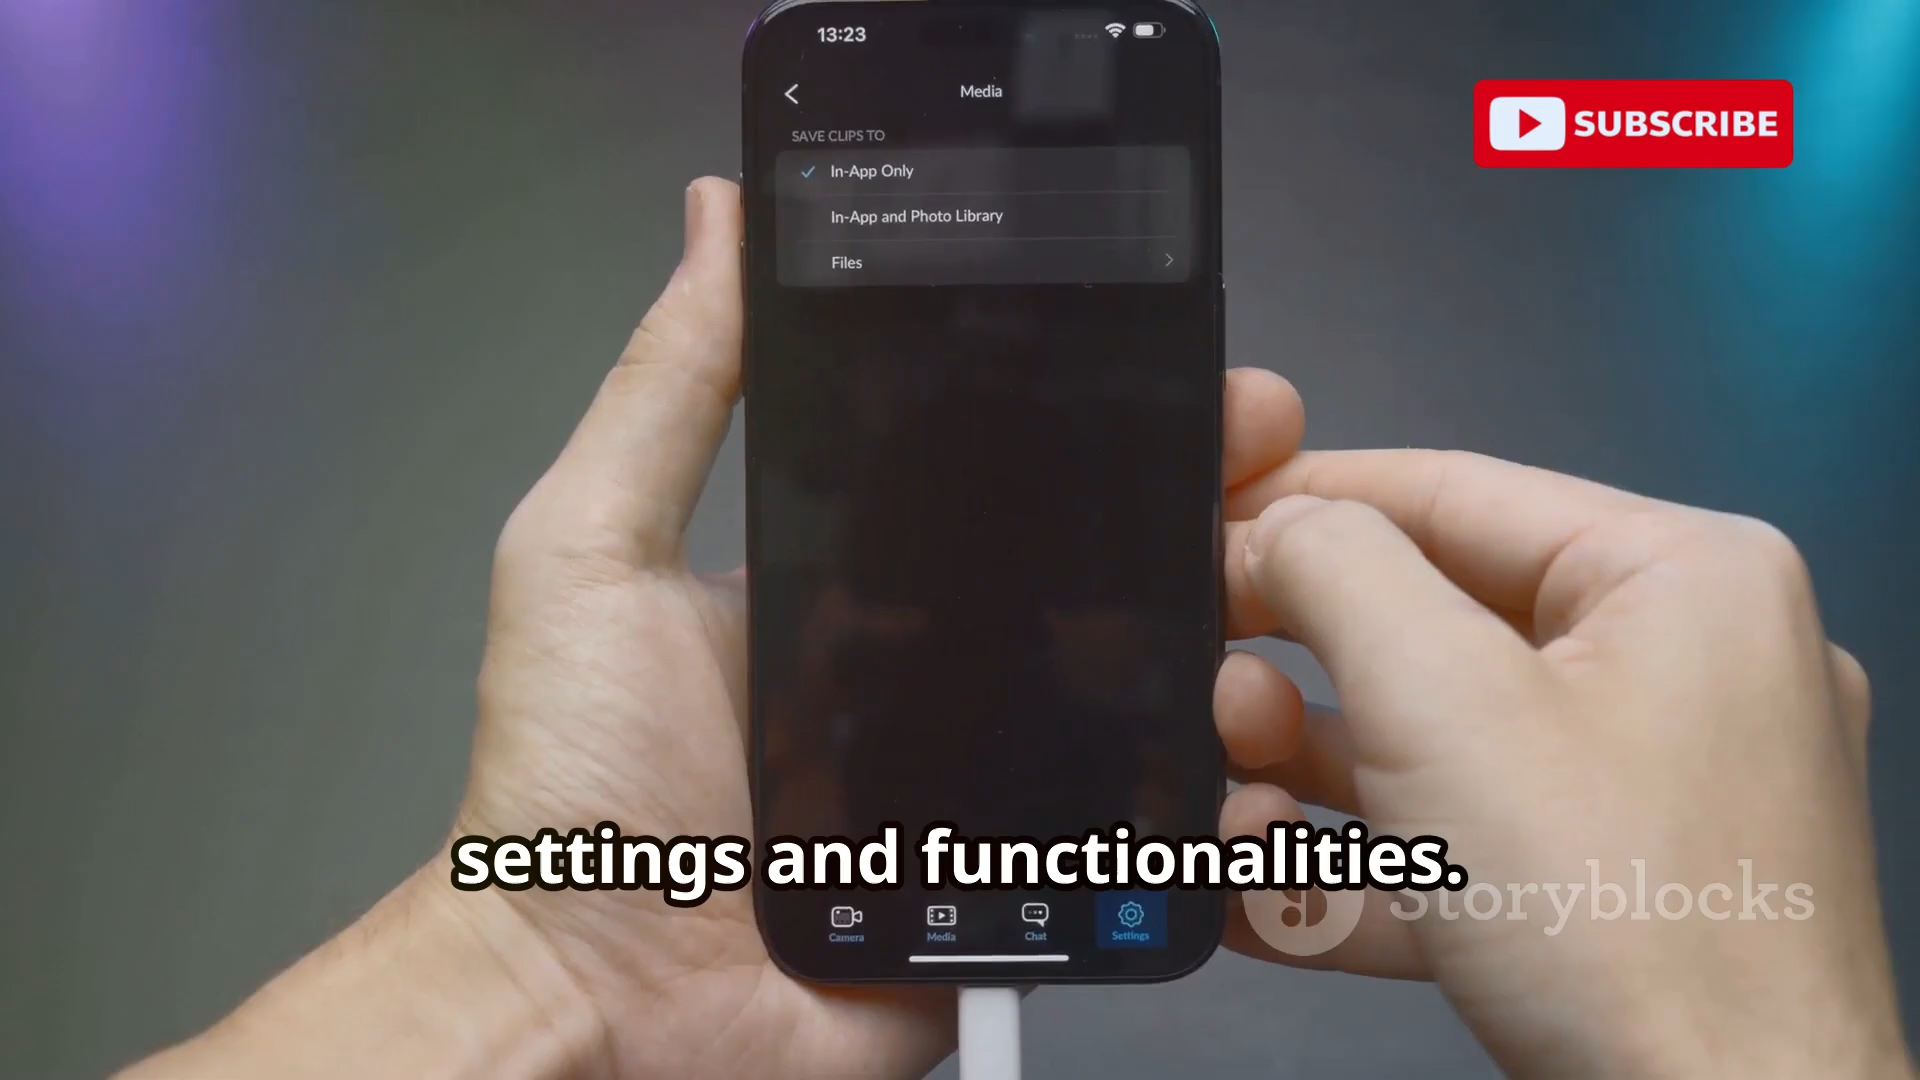 13:23
SUBSCRIBE
Media
SAVE CLIPS TO
In-App Only
In-App and Photo Library
Files
settings and functionalities.
Storyblocks
Camera
Media
Chat
Settings